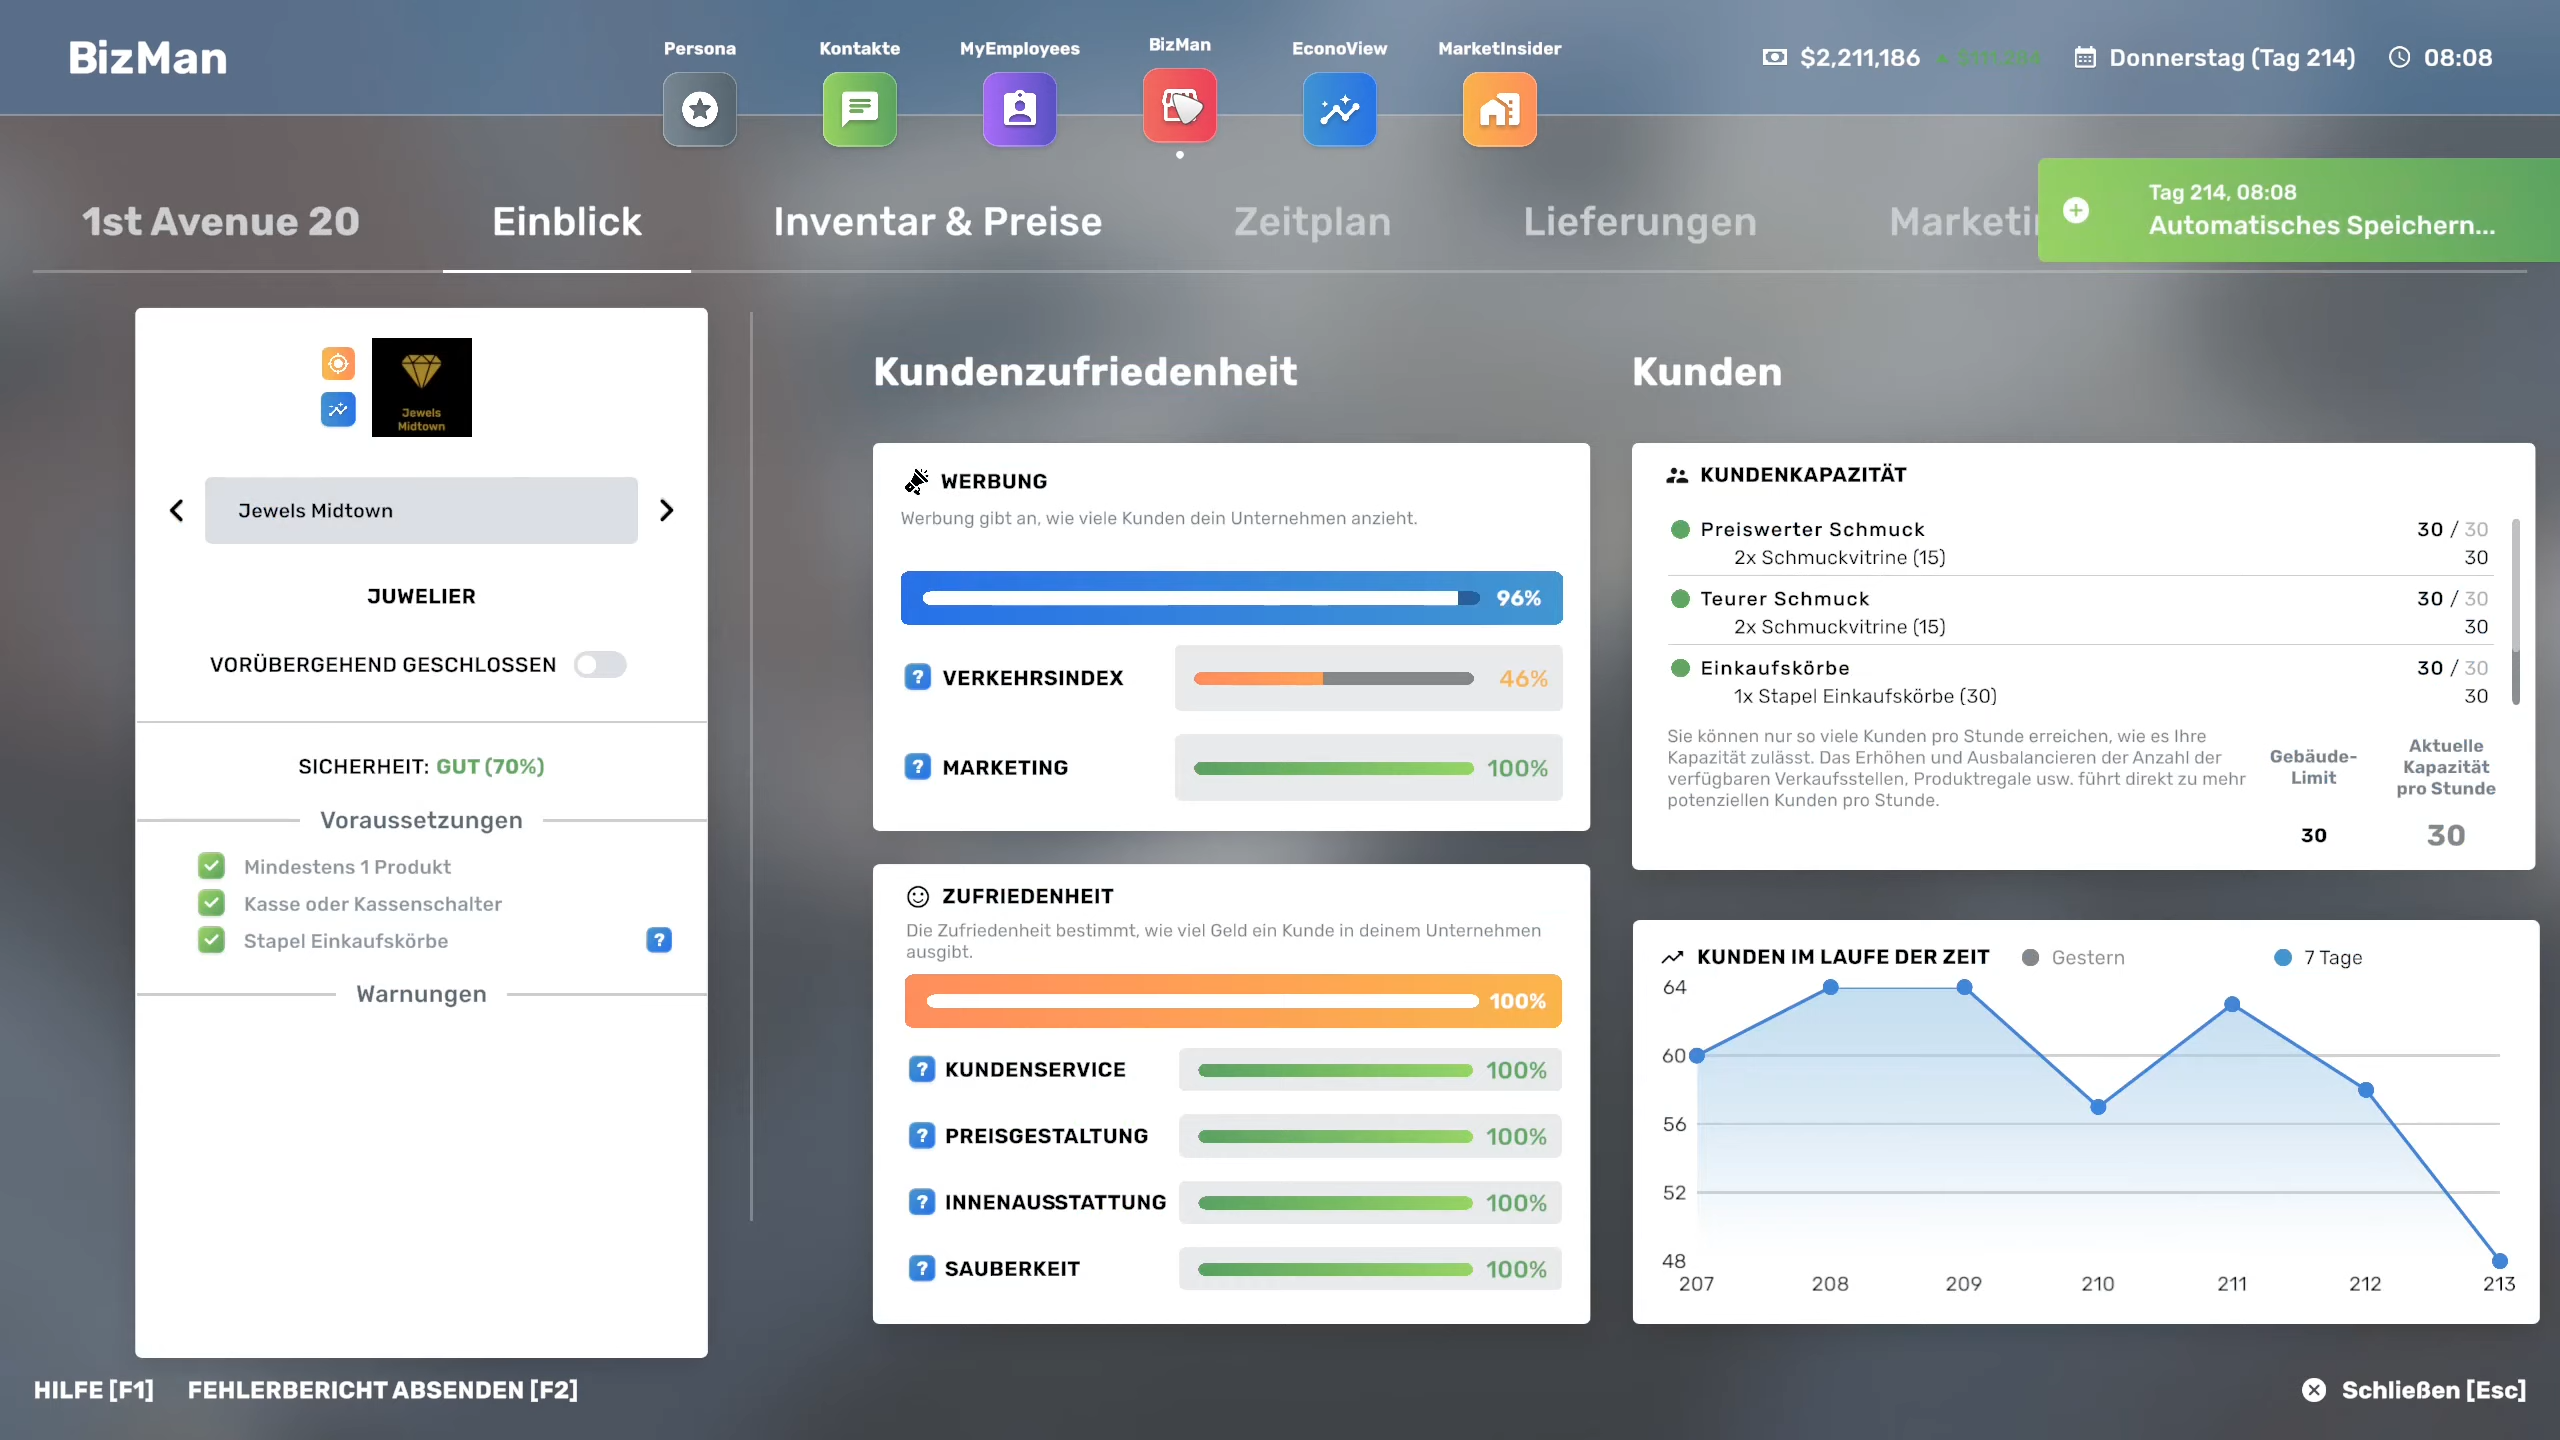 BizMan
Persona
Kontakte
MyEmployees
BizMan
EconoView
MarketInsider
$2,211,186
Donnerstag (Tag 214)
08:08
1st Avenue 20
Einblick
Inventar & Preise
Zeitplan
Lieferungen
Tag 214, 08:08
Automatisches Speichern...
Jewels
Midtown
Jewels Midtown
JUWELIER
VORÜBERGEHEND GESCHLOSSEN
SICHERHEIT: GUT (70%)
Voraussetzungen
Mindestens 1 Produkt
Kasse oder Kassenschalter
Stapel Einkaufskörbe
?
Warnungen
Kundenzufriedenheit
WERBUNG
Werbung gibt an, wie viele Kunden dein Unternehmen anzieht.
96%
? VERKEHRSINDEX 46%
? MARKETING 100%
ZUFRIEDENHEIT
Die Zufriedenheit bestimmt, wie viel Geld ein Kunde in deinem Unternehmen
ausgibt.
100%
? KUNDENSERVICE 100%
? PREISGESTALTUNG 100%
? INNENAUSSTATTUNG 100%
? SAUBERKEIT 100%
Kunden
KUNDENKAPAZITÄT
Preiswerter Schmuck 30 / 30
2x Schmuckvitrine (15) 30
Teurer Schmuck 30 / 30
2x Schmuckvitrine (15) 30
Einkaufskörbe 30 / 30
1x Stapel Einkaufskörbe (30) 30
Sie können nur so viele Kunden pro Stunde erreichen, wie es Ihre
Kapazität zulässt. Das Erhöhen und Ausbalancieren der Anzahl der
verfügbaren Verkaufsstellen, Produktregale usw. führt direkt zu mehr
potenziellen Kunden pro Stunde.
Gebäude-
Limit
30
Aktuelle
Kapazität
pro Stunde
30
KUNDEN IM LAUFE DER ZEIT
Gestern
7 Tage
64
60
56
52
48
207 208 209 210 211 212 213
HILFE [F1]
FEHLERBERICHT ABSENDEN [F2]
Schließen [Esc]